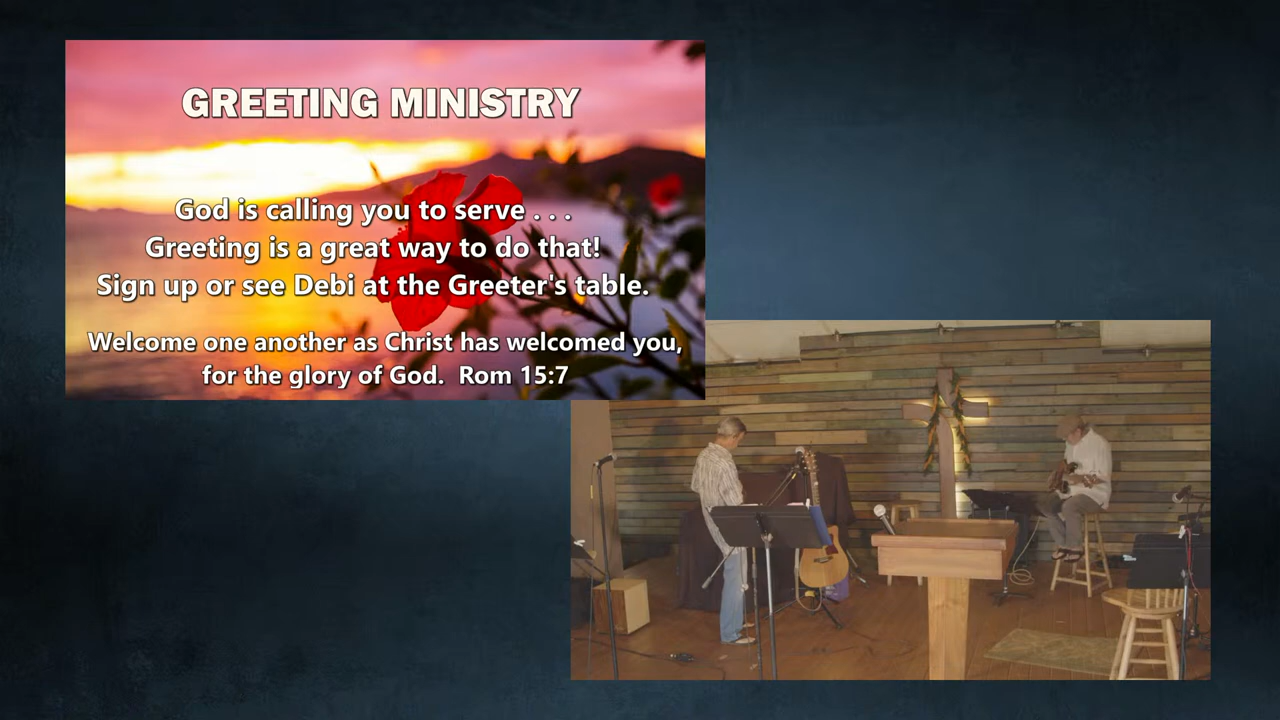 GREETING MINISTRY
God is calling you to serve . . .
Greeting is a great way to do that!
Sign up or see Debi at the Greeter's table.
Welcome one another as Christ has welcomed you,
for the glory of God.  Rom 15:7